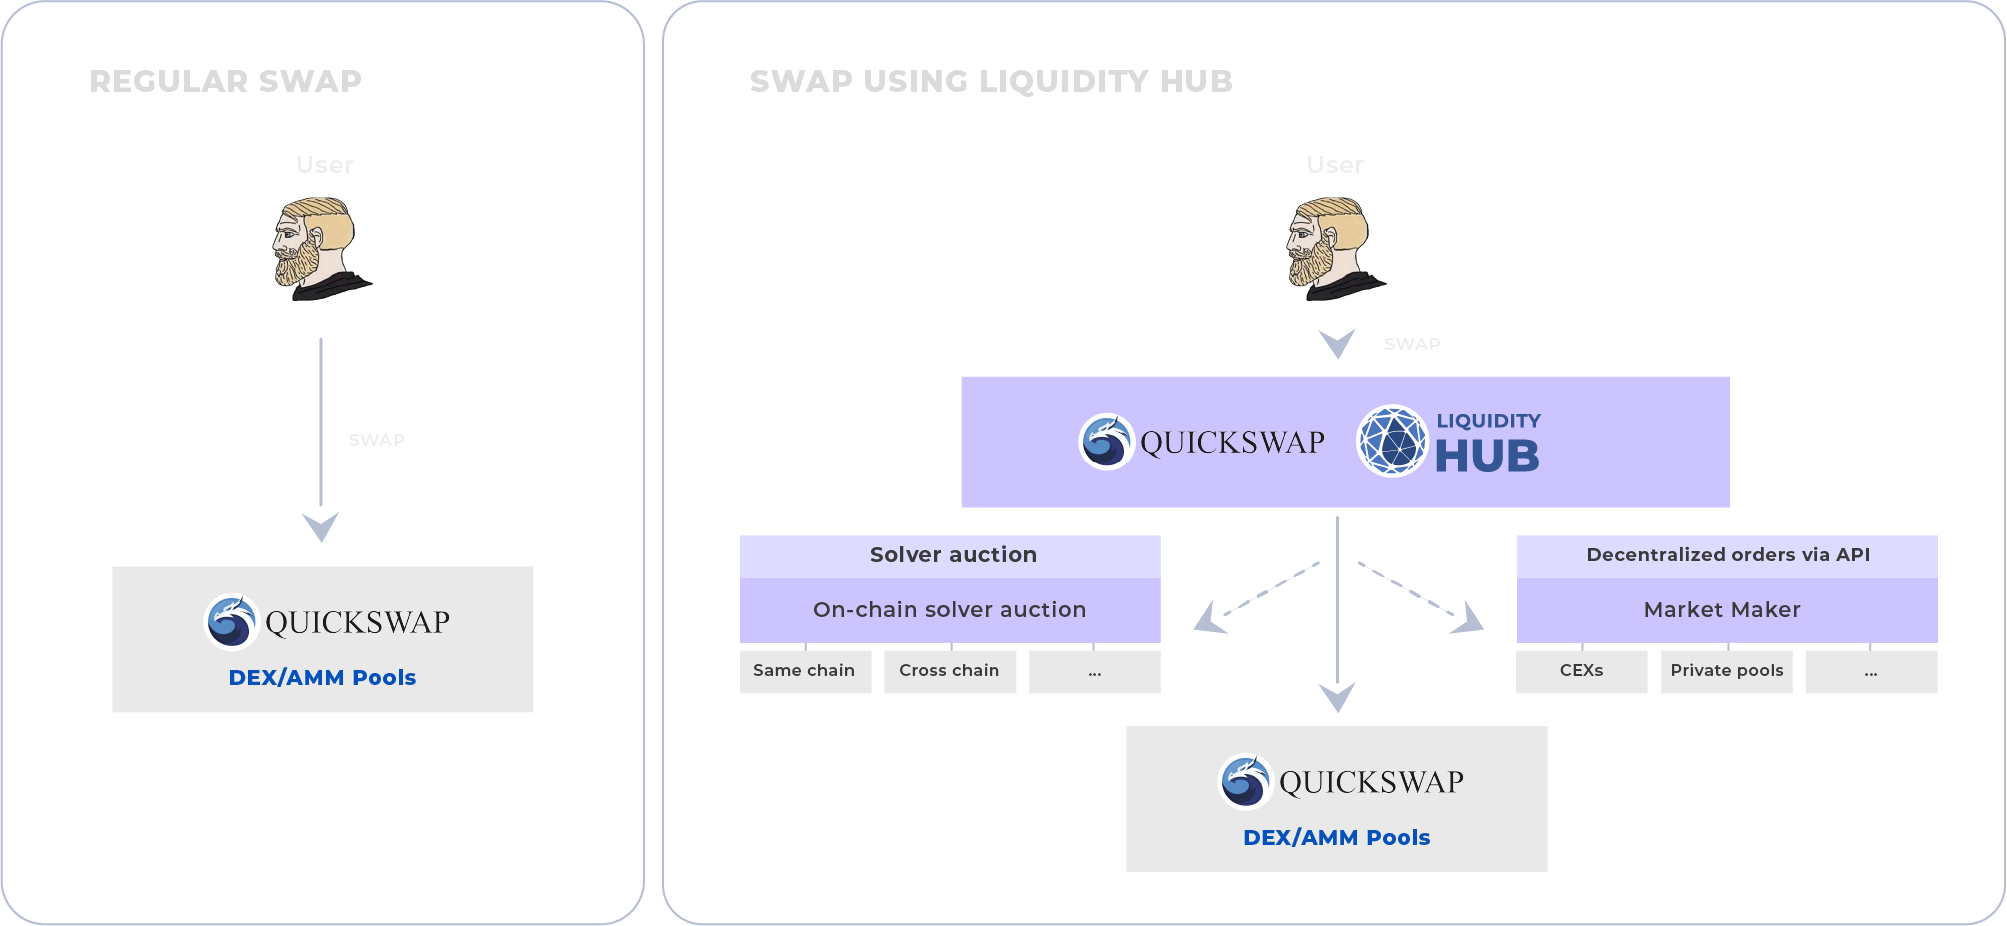 REGULAR SWAP
User
SWAP
QUICKSWAP
DEX/AMM Pools
SWAP USING LIQUIDITY HUB
User
SWAP
QUICKSWAP
LIQUIDITY
HUB
Solver auction
On-chain solver auction
Same chain
Cross chain
...
Decentralized orders via API
Market Maker
CEXs
Private pools
...
QUICKSWAP
DEX/AMM Pools